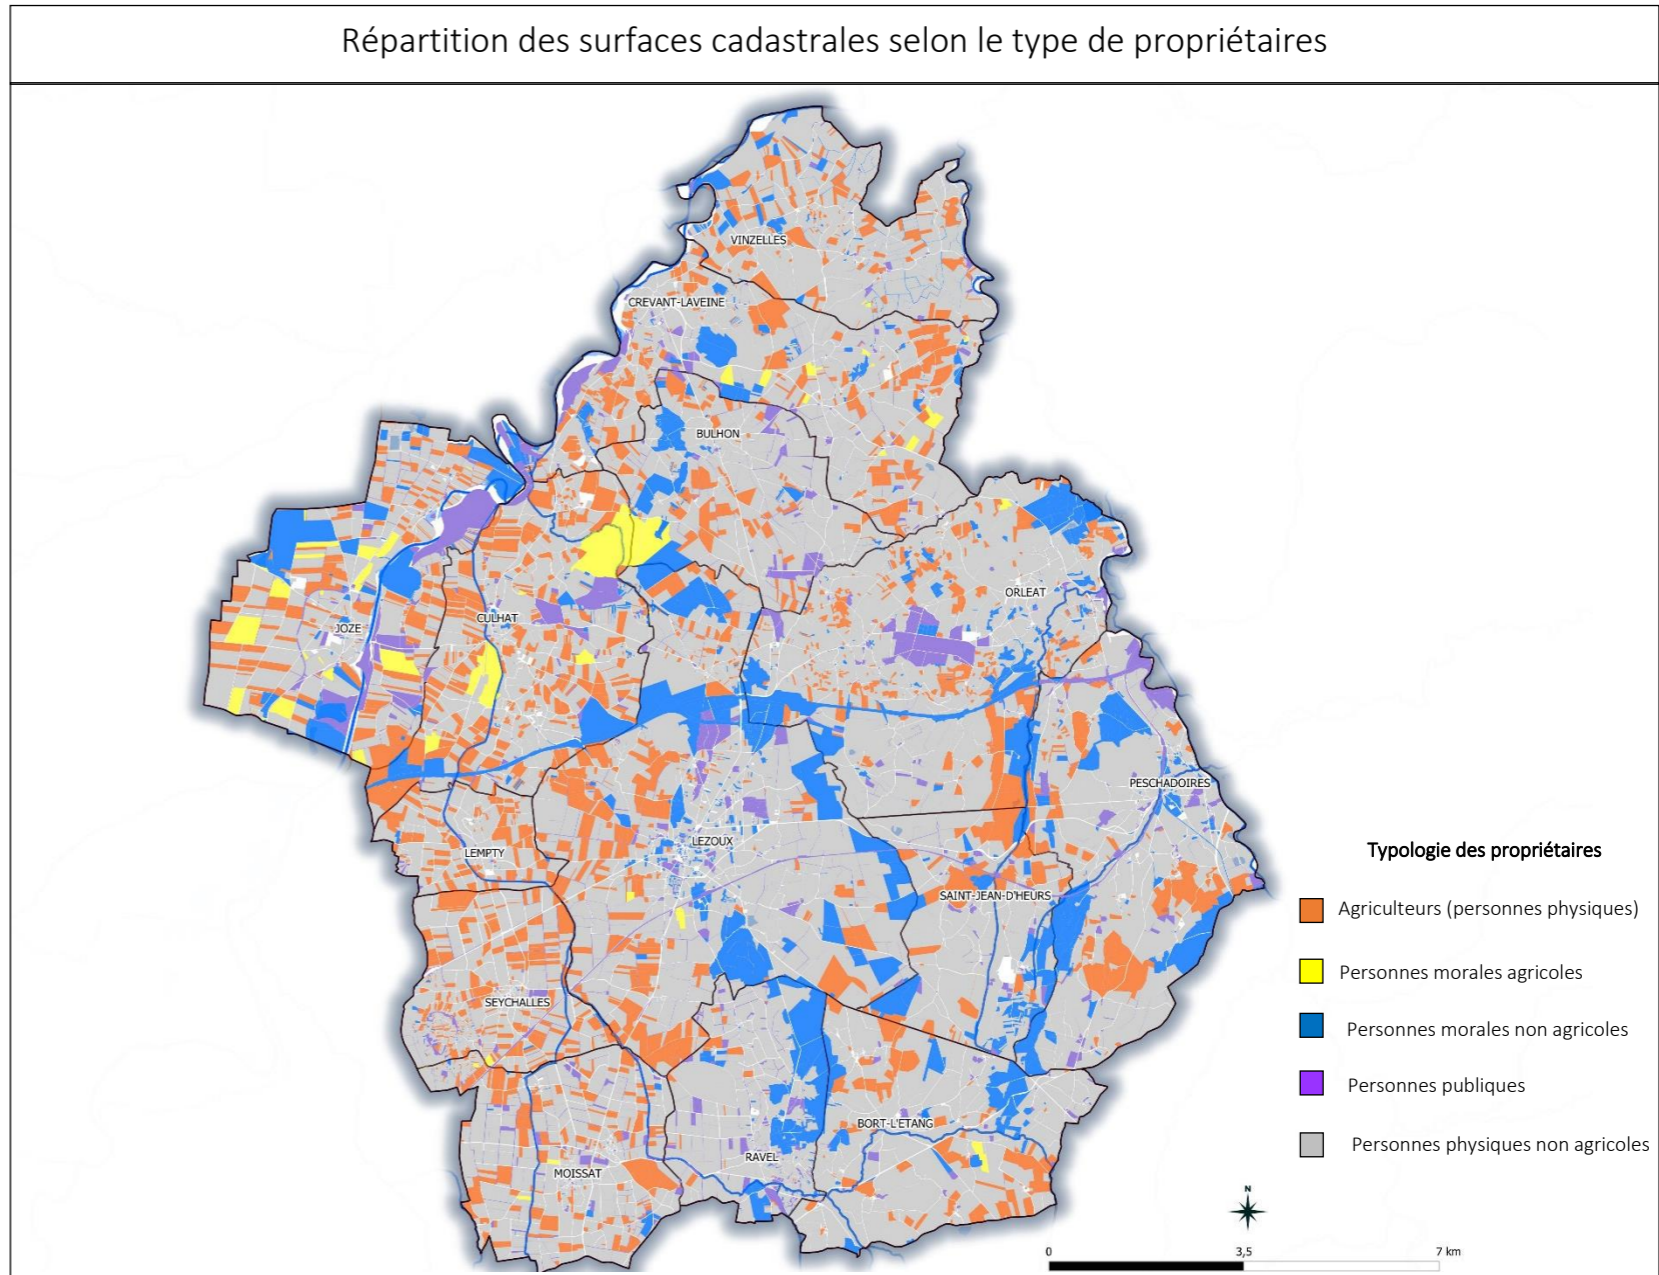 Répartition des surfaces cadastrales selon le type de propriétaires
VINZELLES
CREVANT-LAVEINE
BULHON
ORLEAT
CULHAT
JOZE
PESCHADOIRES
LEZOUX
LEMPTY
SAINT-JEAN-D'HEURS
SEYCHALLES
BORT-L'ETANG
RAVEL
MOISSAT
Typologie des propriétaires
Agriculteurs (personnes physiques)
Personnes morales agricoles
Personnes morales non agricoles
Personnes publiques
Personnes physiques non agricoles
N
0 3,5 7 km